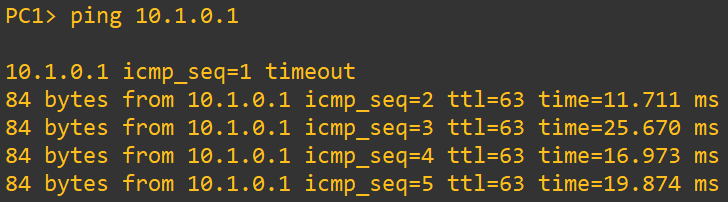 PC1> ping 10.1.0.1
10.1.0.1 icmp_seq=1 timeout
84 bytes from 10.1.0.1 icmp_seq=2 ttl=63 time=11.711 ms
84 bytes from 10.1.0.1 icmp_seq=3 ttl=63 time=25.670 ms
84 bytes from 10.1.0.1 icmp_seq=4 ttl=63 time=16.973 ms
84 bytes from 10.1.0.1 icmp_seq=5 ttl=63 time=19.874 ms